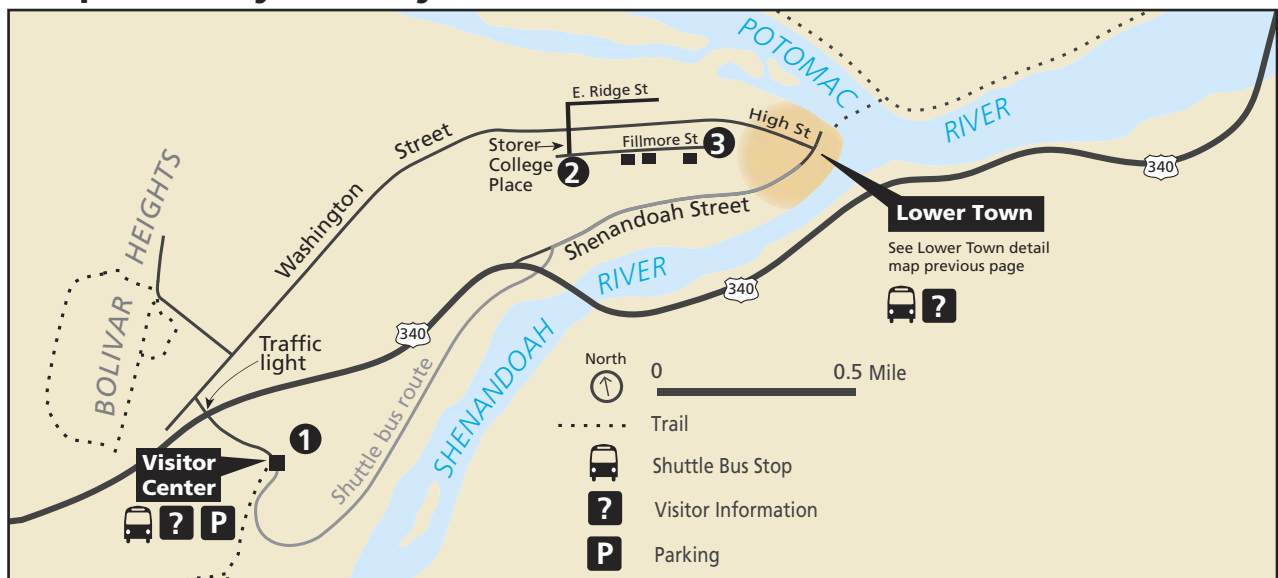 POTOMAC
RIVER
E. Ridge St
High St
Street
Storer
College
Place
Fillmore St
3
2
340
Washington
Shenandoah Street
Lower Town
See Lower Town detail
map previous page
?
BOLIVAR HEIGHTS
RIVER
340
340
Traffic
light
SHENANDOAH
Shuttle bus route
North
0 0.5 Mile
Trail
1
Visitor
Center
? P
Shuttle Bus Stop
? Visitor Information
P Parking